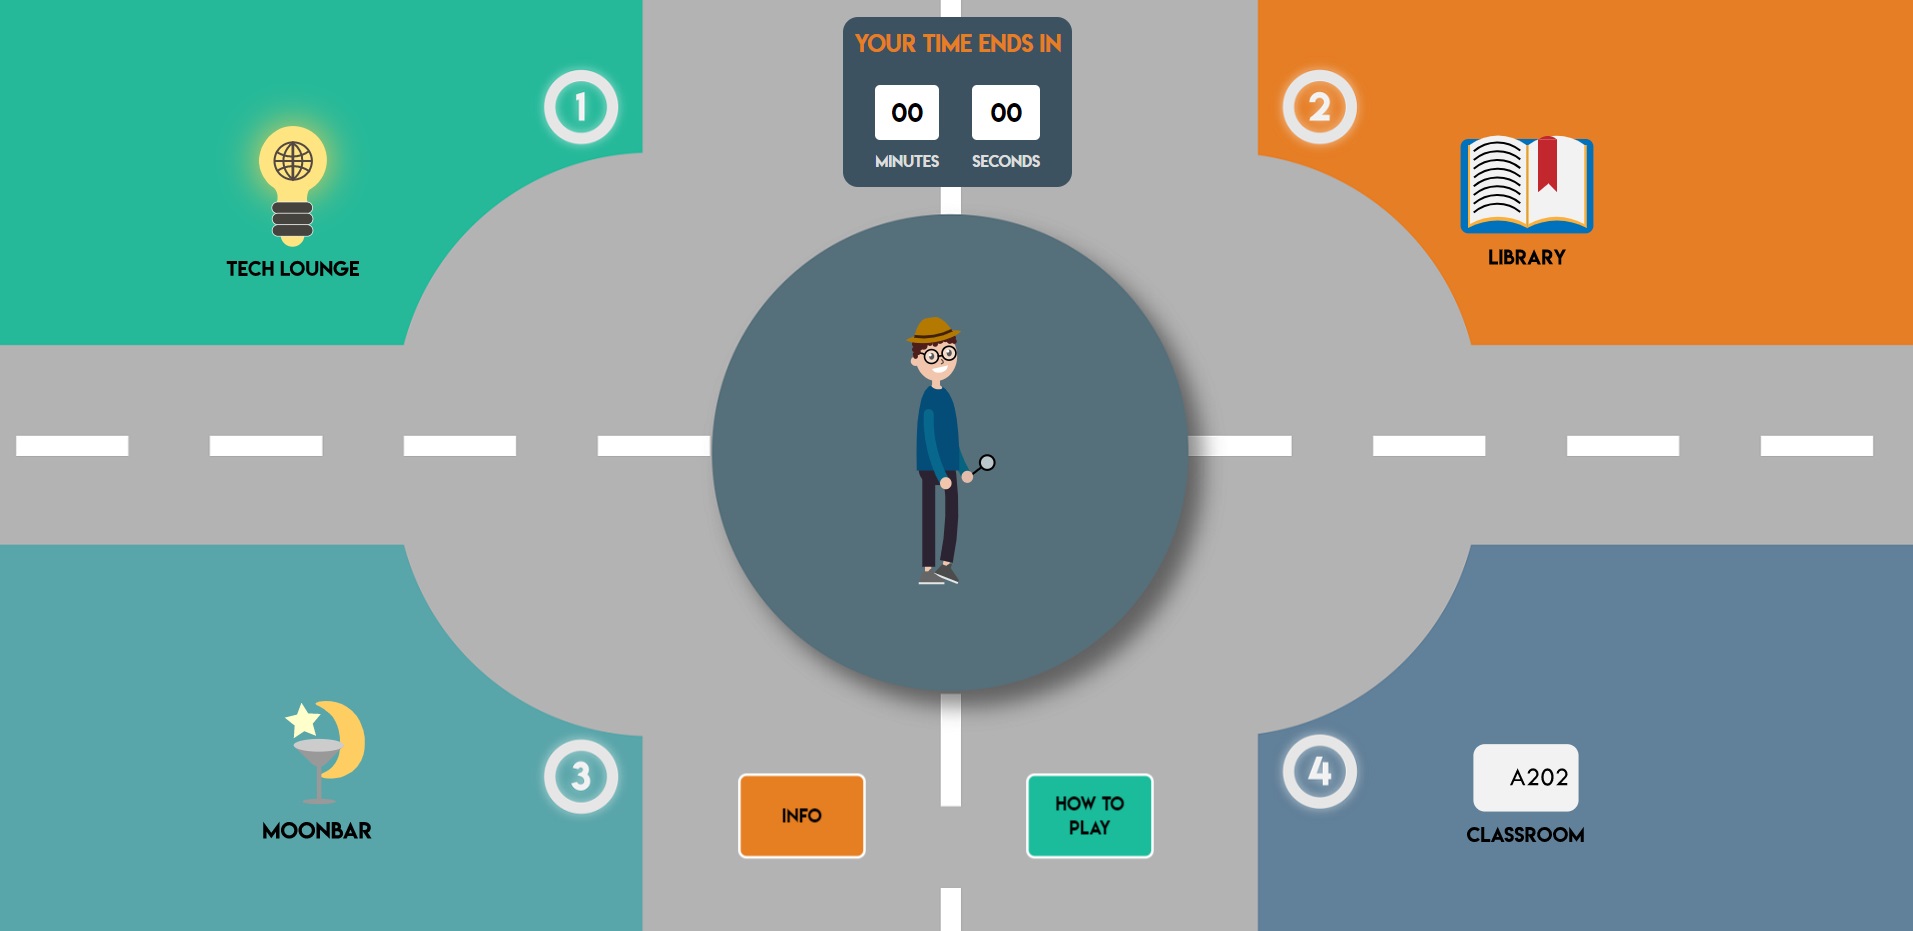 YOUR TIME ENDS IN
1
2
00 00
MINUTES SECONDS
TECH LOUNGE
LIBRARY
3
4
A202
INFO
HOW TO
PLAY
MOONBAR
CLASSROOM